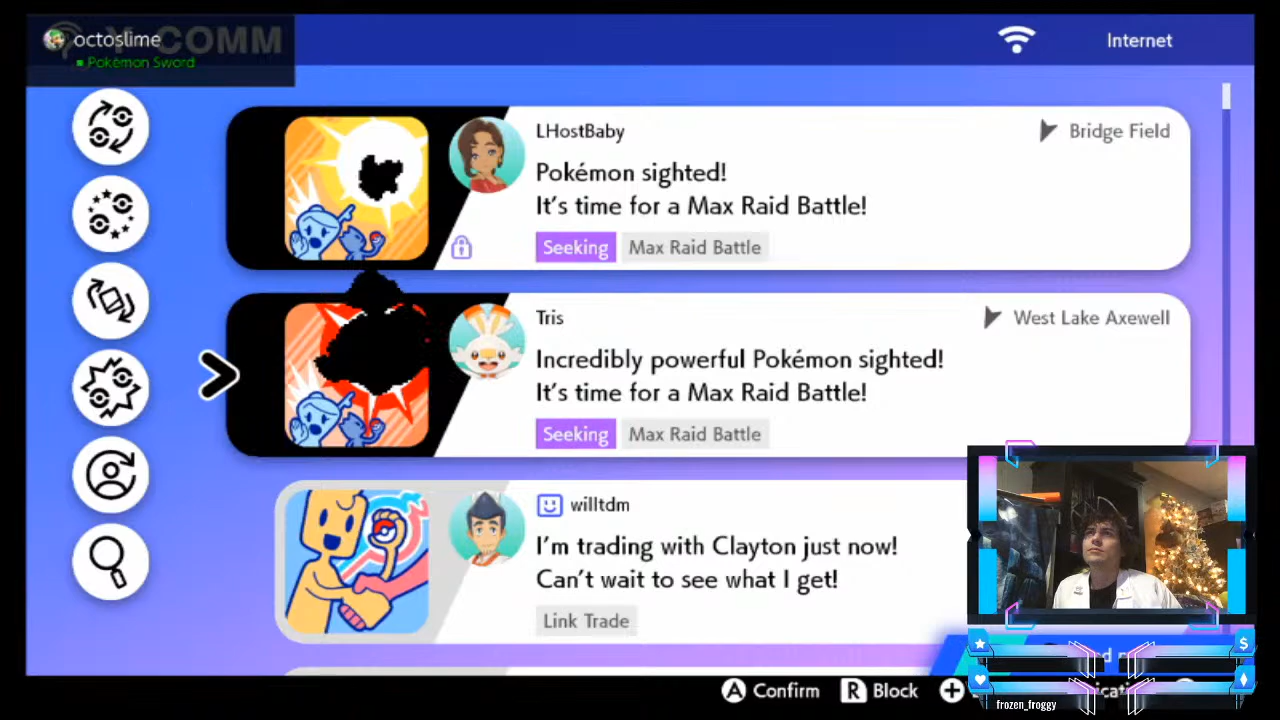 octoslime
Pokémon Sword
COMM
Internet
LHostBaby
Bridge Field
Pokémon sighted!
It's time for a Max Raid Battle!
Seeking
Max Raid Battle
Tris
West Lake Axewell
Incredibly powerful Pokémon sighted!
It's time for a Max Raid Battle!
Seeking
Max Raid Battle
willtdm
I'm trading with Clayton just now!
Can't wait to see what I get!
Link Trade
A Confirm
R Block
frozen_froggy